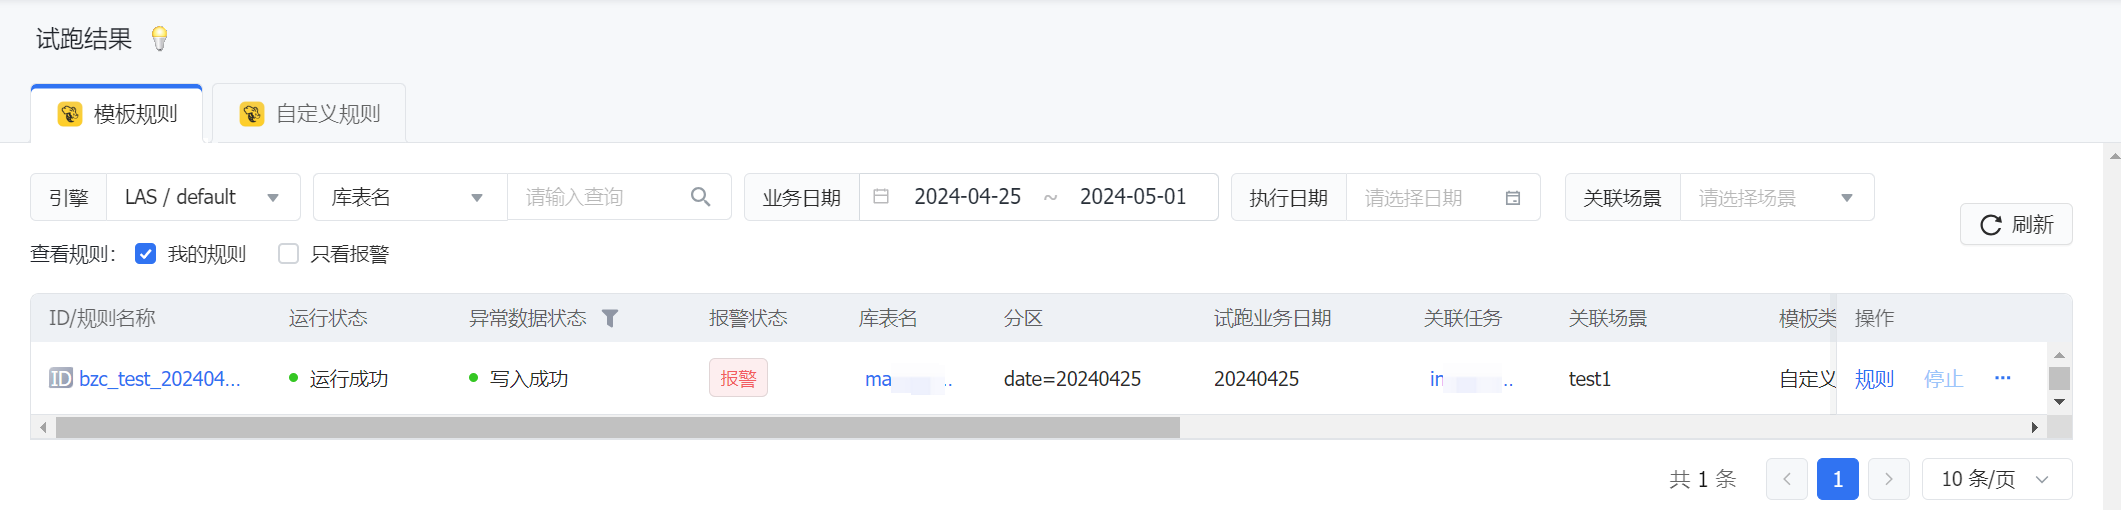 试跑结果
模板规则 自定义规则
引擎 LAS / default 库表名 请输入查询 业务日期 2024-04-25 ~ 2024-05-01 执行日期 请选择日期 关联场景 请选择场景
刷新
查看规则： 我的规则 只看报警
ID/规则名称 运行状态 异常数据状态 报警状态 库表名 分区 试跑业务日期 关联任务 关联场景 模板类 操作
ID bzc_test_202404... 运行成功 写入成功 报警 ma .. date=20240425 20240425 in .. test1 自定义 规则 停止 ...
共 1 条 < 1 > 10 条/页